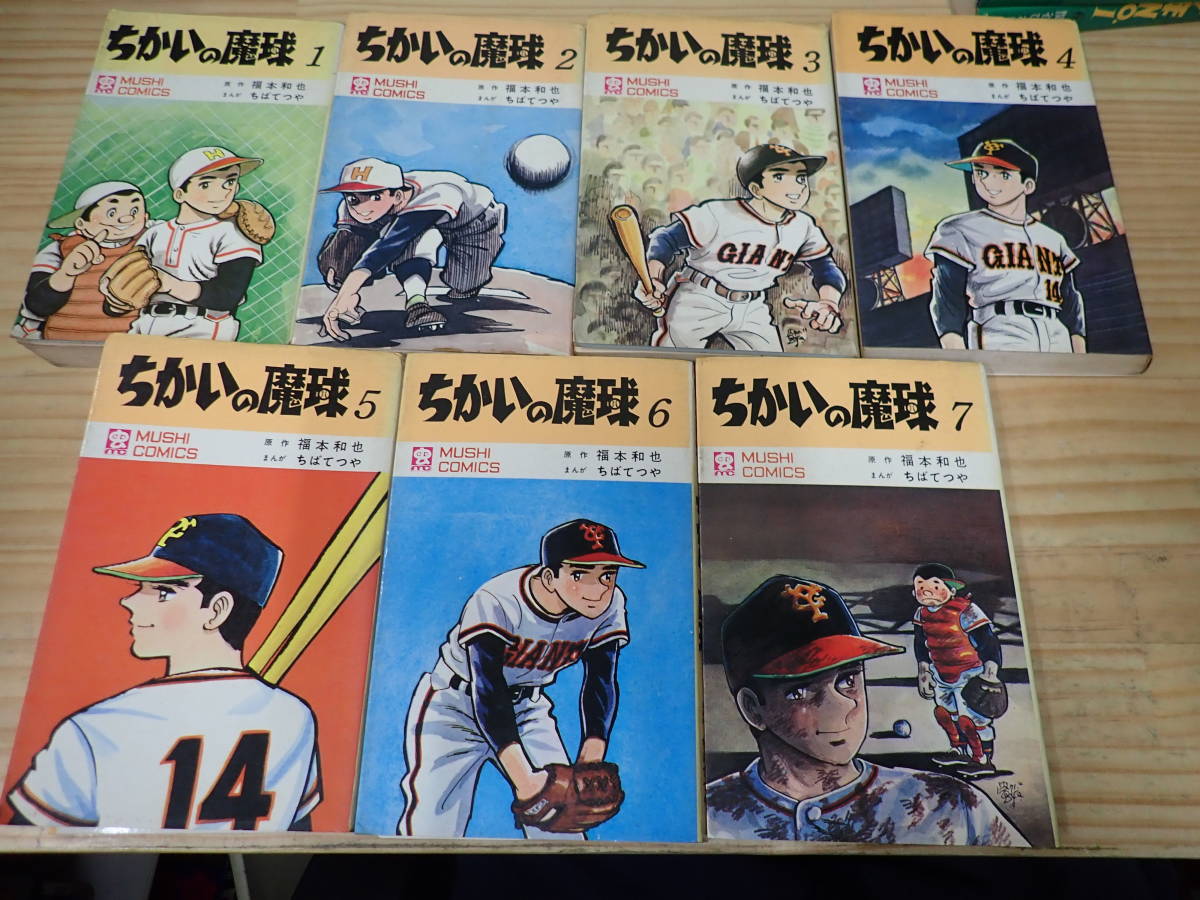 ちかいの魔球 1
MUSHI
COMICS
原作 福本和也
まんが ちばてつや
H
ちかいの魔球 2
MUSHI
COMICS
原作 福本和也
まんが ちばてつや
H
ちかいの魔球 3
MUSHI
COMICS
原作 福本和也
まんが ちばてつや
GIANT
ちかいの魔球 4
MUSHI
COMICS
原作 福本和也
まんが ちばてつや
GIANT
14
ちかいの魔球 5
MUSHI
COMICS
原作 福本和也
まんが ちばてつや
14
ちかいの魔球 6
MUSHI
COMICS
原作 福本和也
まんが ちばてつや
GIANT
ちかいの魔球 7
MUSHI
COMICS
原作 福本和也
まんが ちばてつや